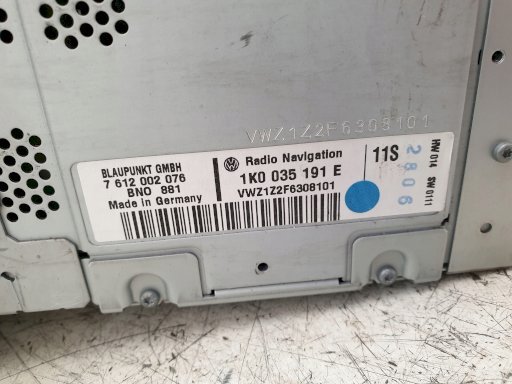 VWZ1Z2F6308101
BLAUPUNKT GMBH
7 612 002 076
BNO 881
Made in Germany
VW Radio Navigation
1K0 035 191 E
VWZ1Z2F6308101
11S
2806
HW 014 SW 0111